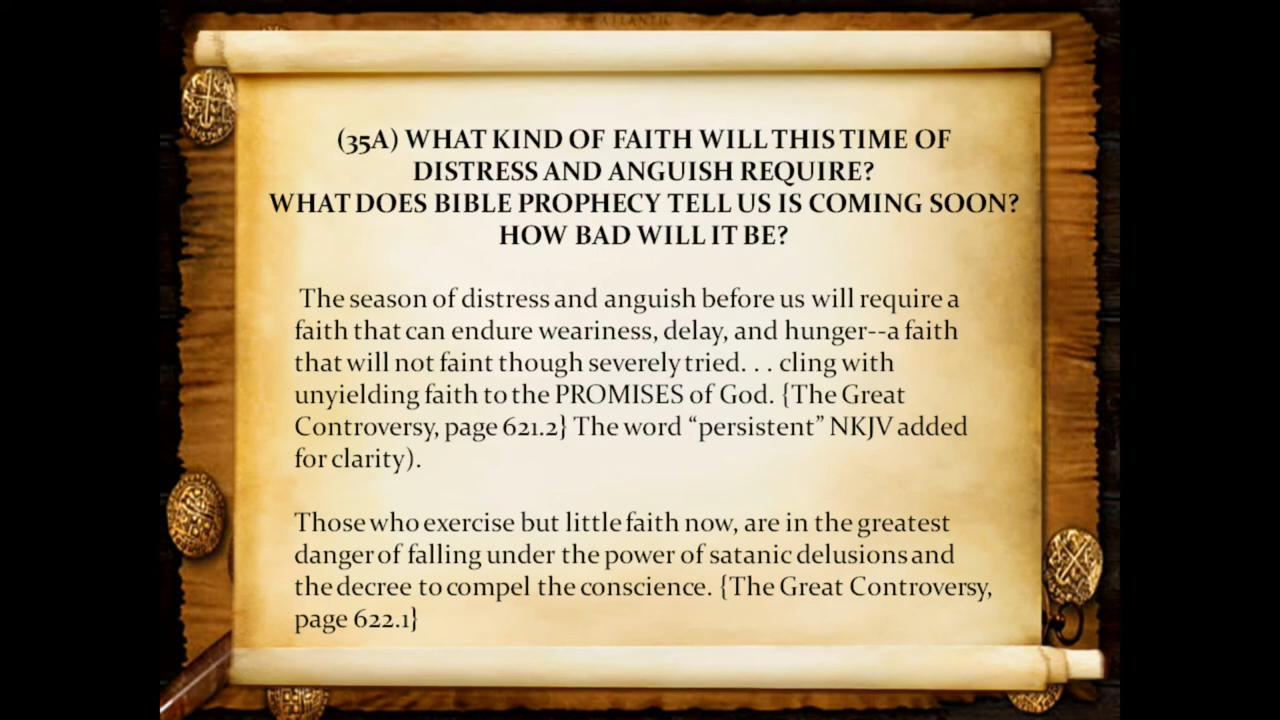 ATLANTIC
(35A) WHAT KIND OF FAITH WILL THIS TIME OF
DISTRESS AND ANGUISH REQUIRE?
WHAT DOES BIBLE PROPHECY TELL US IS COMING SOON?
HOW BAD WILL IT BE?
The season of distress and anguish before us will require a
faith that can endure weariness, delay, and hunger--a faith
that will not faint though severely tried. . . cling with
unyielding faith to the PROMISES of God. {The Great
Controversy, page 621.2} The word “persistent” NKJV added
for clarity).
Those who exercise but little faith now, are in the greatest
danger of falling under the power of satanic delusions and
the decree to compel the conscience. {The Great Controversy,
page 622.1}